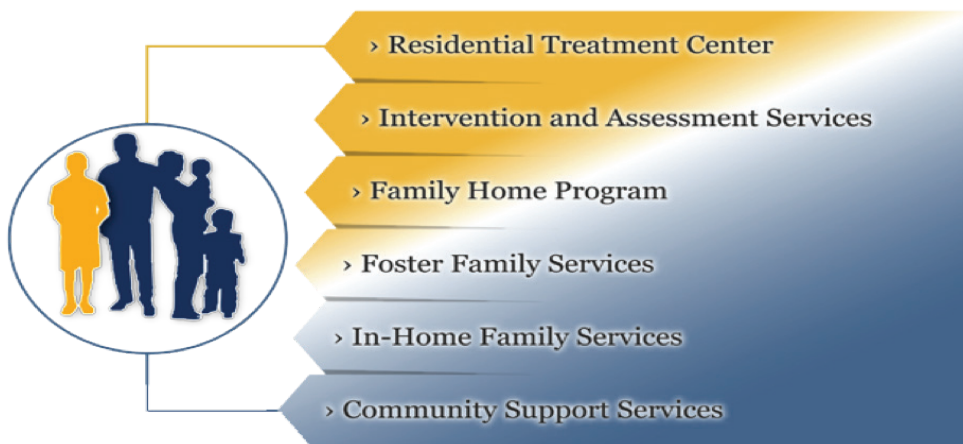 › Residential Treatment Center
› Intervention and Assessment Services
› Family Home Program
› Foster Family Services
› In-Home Family Services
› Community Support Services